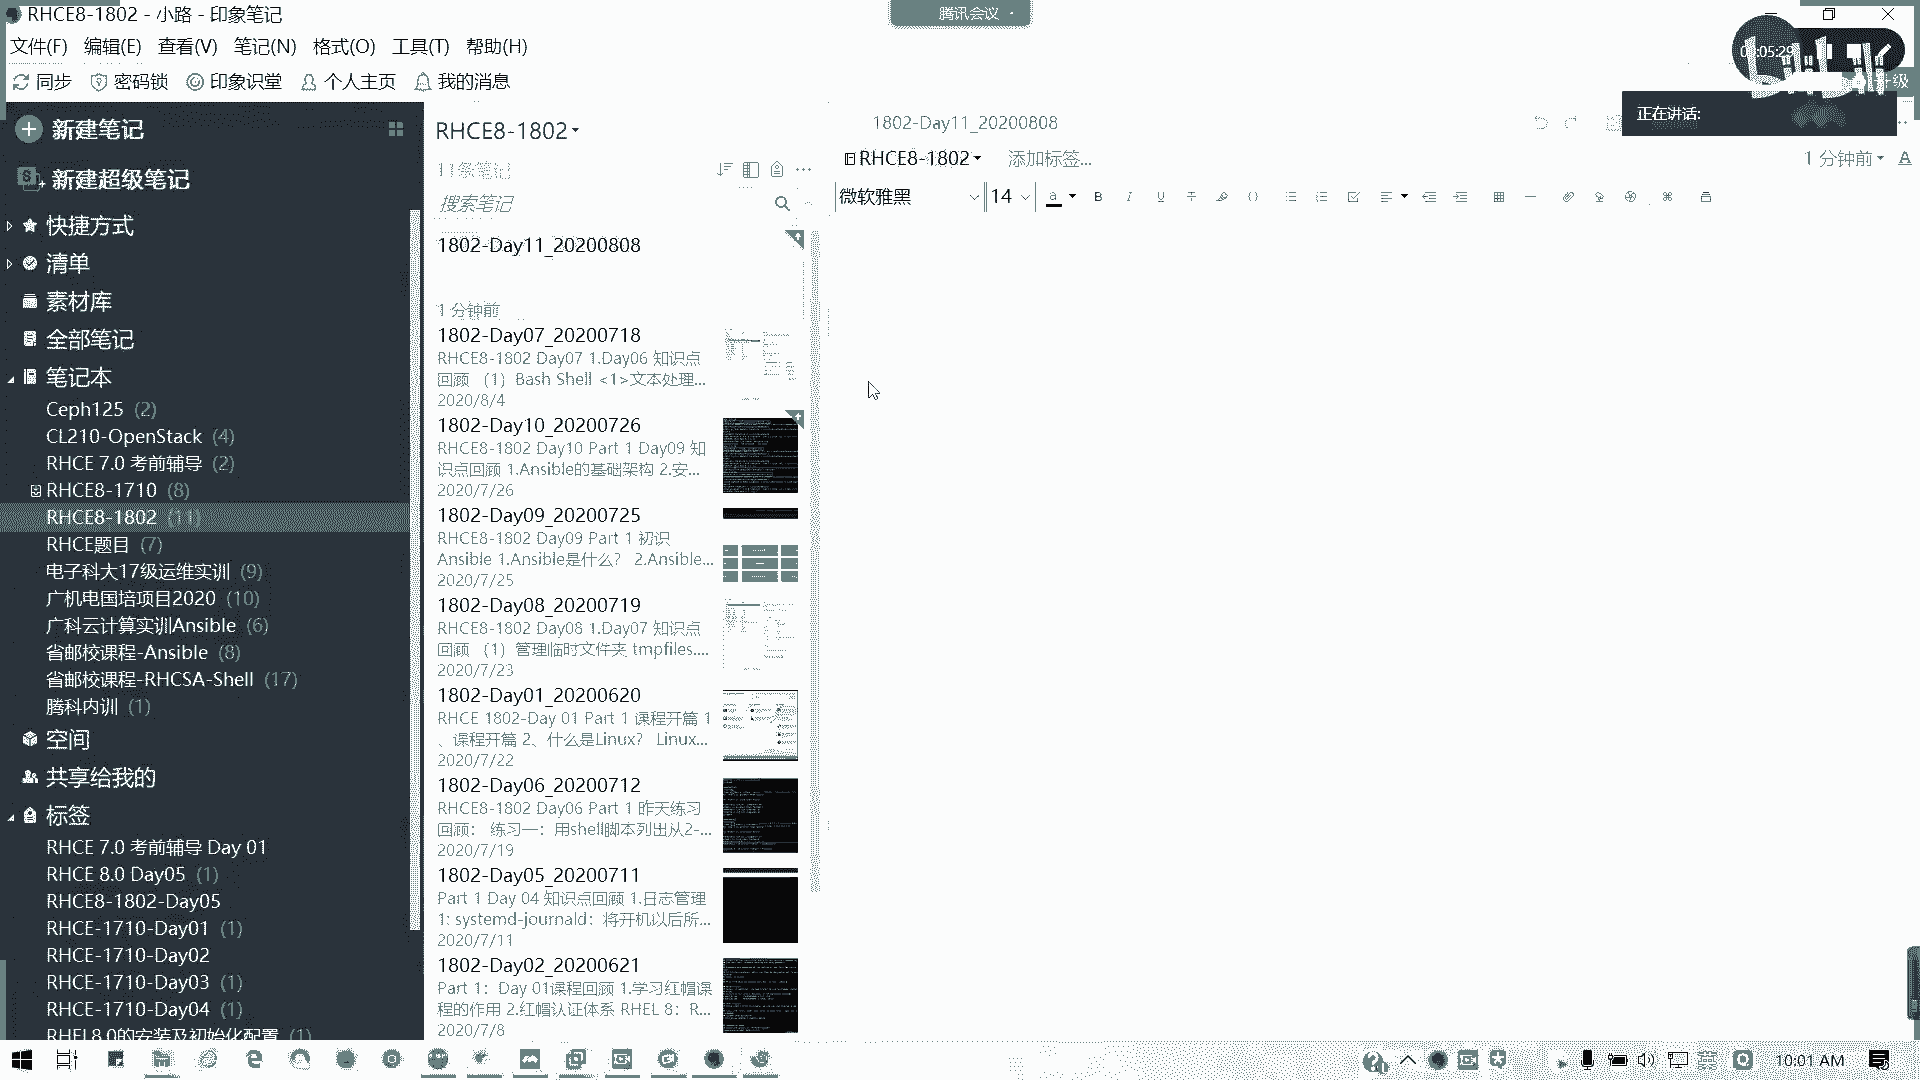 RHCE8-1802 - 小路 - 印象笔记
腾讯会议
文件(F) 编辑(E) 查看(V) 笔记(N) 格式(O) 工具(T) 帮助(H)
同步 密码锁 印象识堂 个人主页 我的消息
正在讲话:
新建笔记
新建超级笔记
快捷方式
清单
素材库
全部笔记
笔记本
Ceph125 (2)
CL210-OpenStack (4)
RHCE 7.0 考前辅导 (2)
RHCE8-1710 (8)
RHCE8-1802 (11)
RHCE题目 (7)
电子科大17级运维实训 (9)
广机电国培项目2020 (10)
广科云计算实训Ansible (6)
省邮校课程-Ansible (8)
省邮校课程-RHCSA-Shell (17)
腾科内训 (1)
空间
共享给我的
标签
RHCE 7.0 考前辅导 Day 01
RHCE 8.0 Day05 (1)
RHCE8-1802-Day05
RHCE-1710-Day01 (1)
RHCE-1710-Day02
RHCE-1710-Day03 (1)
RHCE-1710-Day04 (1)
RHEL8.0的安装及初始化配置 (1)
RHCE8-1802
11条笔记
搜索笔记
1802-Day11_20200808
1 分钟前
1802-Day07_20200718
RHCE8-1802 Day07 1.Day06 知识点
回顾 （1）Bash Shell <1>文本处理...
2020/8/4
1802-Day10_20200726
RHCE8-1802 Day10 Part 1 Day09 知
识点回顾 1.Ansible的基础架构 2.安...
2020/7/26
1802-Day09_20200725
RHCE8-1802 Day09 Part 1 初识
Ansible 1.Ansible是什么？ 2.Ansible...
2020/7/25
1802-Day08_20200719
RHCE8-1802 Day08 1.Day07 知识点
回顾 （1）管理临时文件夹 tmpfiles....
2020/7/23
1802-Day01_20200620
RHCE 1802-Day 01 Part 1 课程开篇 1
、课程开篇 2、什么是Linux？ Linux...
2020/7/22
1802-Day06_20200712
RHCE8-1802 Day06 Part 1 昨天练习
回顾： 练习一：用shell脚本列出从2-...
2020/7/19
1802-Day05_20200711
Part 1 Day 04 知识点回顾 1.日志管理
1: systemd-journald：将开机以后所...
2020/7/11
1802-Day02_20200621
Part 1：Day 01课程回顾 1.学习红帽课
程的作用 2.红帽认证体系 RHEL 8：R...
2020/7/8
1802-Day11_20200808
RHCE8-1802 添加标签... 1 分钟前
微软雅黑 14
10:01 AM